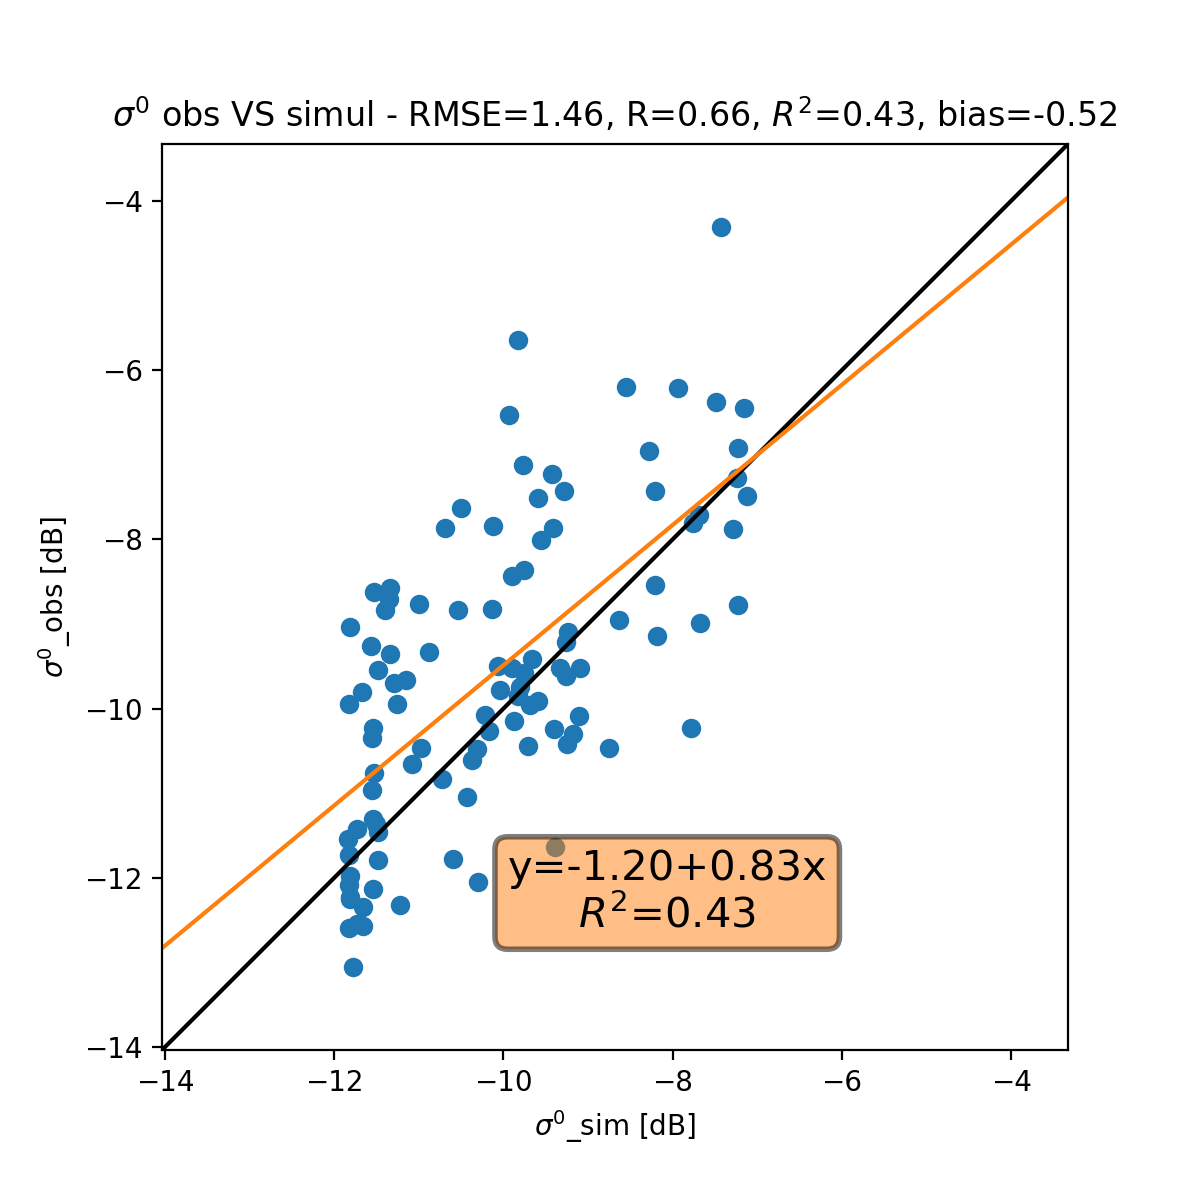 σ⁰ obs VS simul - RMSE=1.46, R=0.66, R²=0.43, bias=-0.52
−4
−6
−8
−10
−12
−14
σ⁰_obs [dB]
y=-1.20+0.83x
R²=0.43
−14 −12 −10 −8 −6 −4
σ⁰_sim [dB]